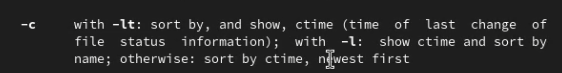 -c with -lt: sort by, and show, ctime (time of last change of
file status information); with -l: show ctime and sort by
name; otherwise: sort by ctime, newest first